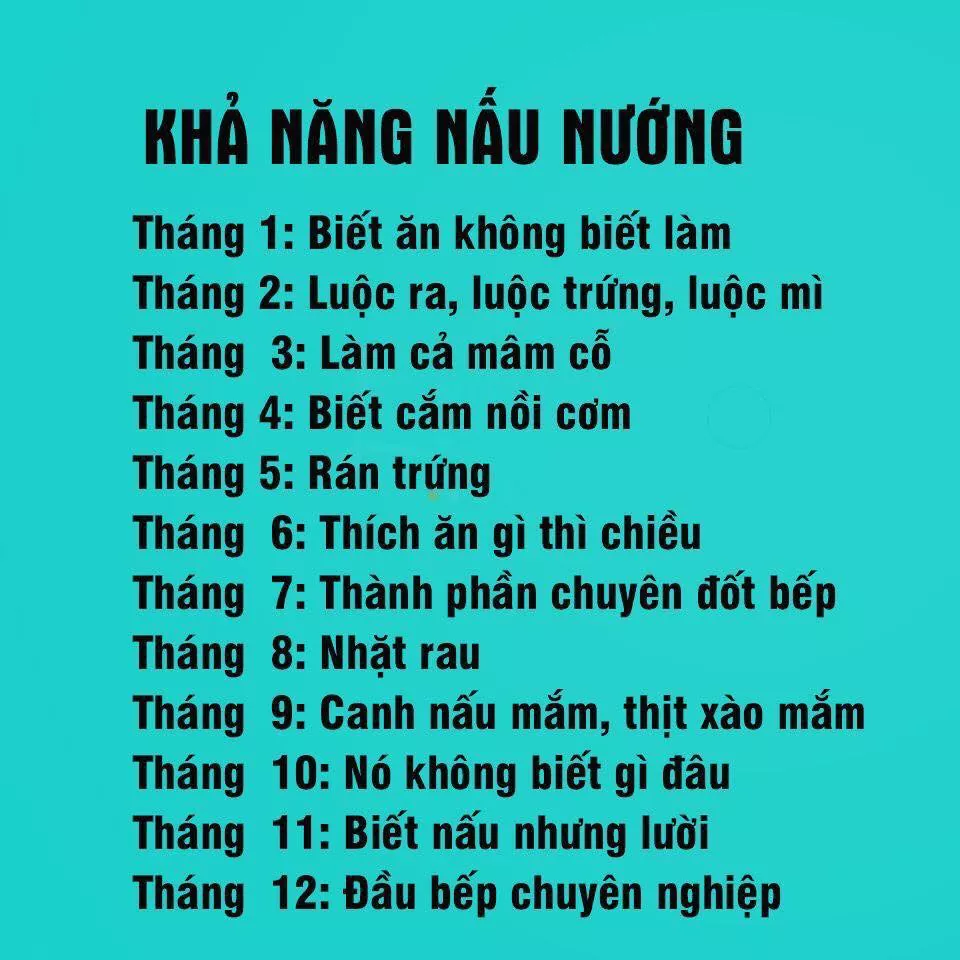 KHẢ NĂNG NẤU NƯỚNG
Tháng 1: Biết ăn không biết làm
Tháng 2: Luộc ra, luộc trứng, luộc mì
Tháng 3: Làm cả mâm cỗ
Tháng 4: Biết cắm nồi cơm
Tháng 5: Rán trứng
Tháng 6: Thích ăn gì thì chiều
Tháng 7: Thành phần chuyên đốt bếp
Tháng 8: Nhặt rau
Tháng 9: Canh nấu mắm, thịt xào mắm
Tháng 10: Nó không biết gì đâu
Tháng 11: Biết nấu nhưng lười
Tháng 12: Đầu bếp chuyên nghiệp